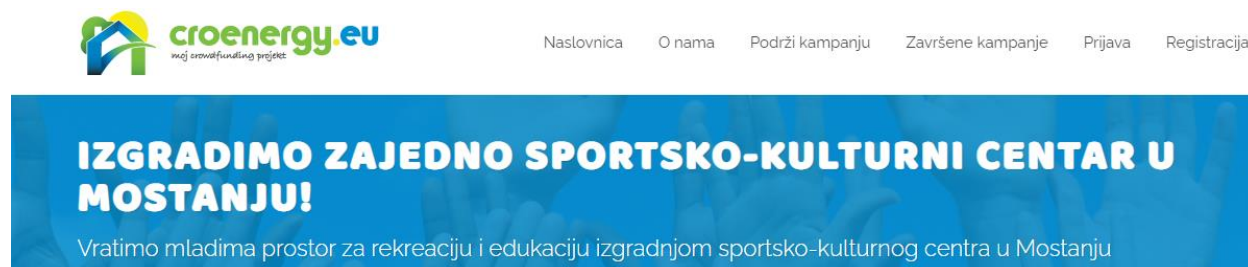 croenergy.eu
moj crowdfunding projekt
Naslovnica O nama Podrži kampanju Završene kampanje Prijava Registracija
IZGRADIMO ZAJEDNO SPORTSKO-KULTURNI CENTAR U
MOSTANJU!
Vratimo mladima prostor za rekreaciju i edukaciju izgradnjom sportsko-kulturnog centra u Mostanju